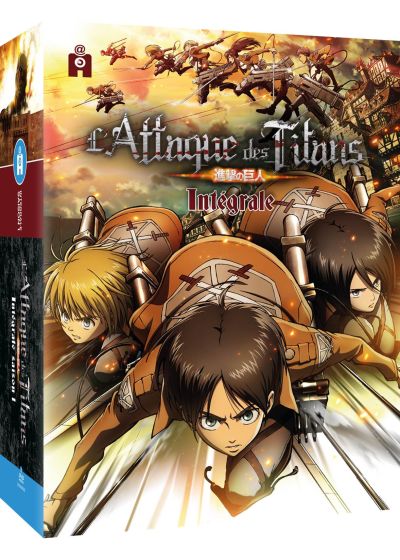 @
L'Attaque des Titans
進撃の巨人
Intégrale
L'Attaque des Titans
Intégrale saison 1